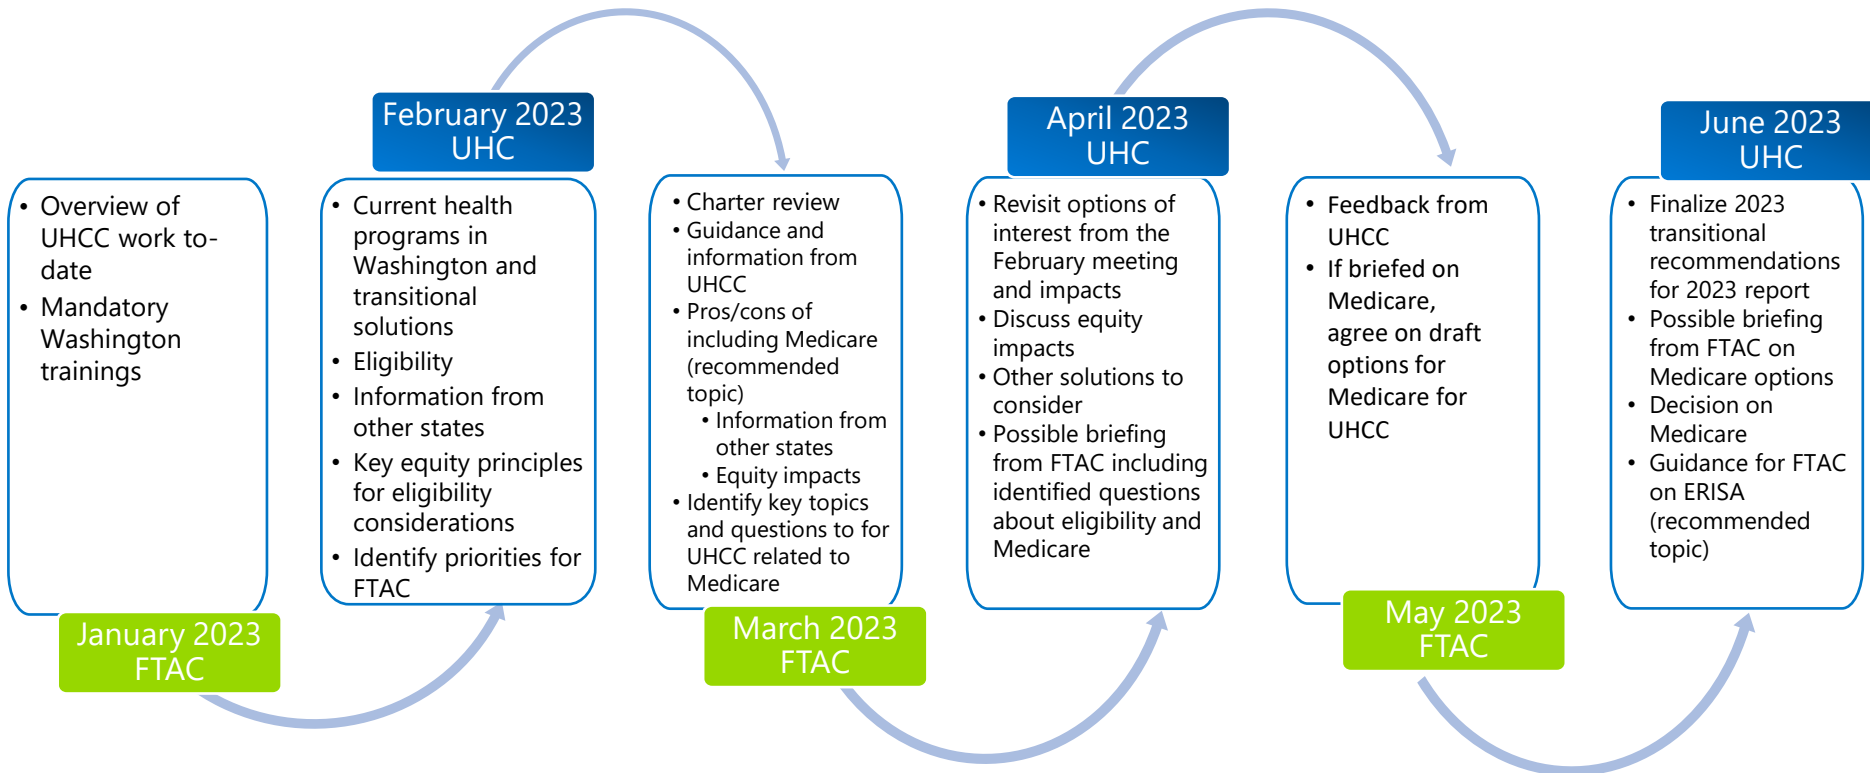 January 2023
FTAC
• Overview of
UHCC work to-
date
• Mandatory
Washington
trainings
February 2023
UHC
• Current health
programs in
Washington and
transitional
solutions
• Eligibility
• Information from
other states
• Key equity principles
for eligibility
considerations
• Identify priorities for
FTAC
• Charter review
• Guidance and
information from
UHCC
• Pros/cons of
including Medicare
(recommended
topic)
• Information from
other states
• Equity impacts
• Identify key topics
and questions to for
UHCC related to
Medicare
March 2023
FTAC
April 2023
UHC
• Revisit options of
interest from the
February meeting
and impacts
• Discuss equity
impacts
• Other solutions to
consider
• Possible briefing
from FTAC including
identified questions
about eligibility and
Medicare
• Feedback from
UHCC
• If briefed on
Medicare,
agree on draft
options for
Medicare for
UHCC
May 2023
FTAC
June 2023
UHC
• Finalize 2023
transitional
recommendations
for 2023 report
• Possible briefing
from FTAC on
Medicare options
• Decision on
Medicare
• Guidance for FTAC
on ERISA
(recommended
topic)